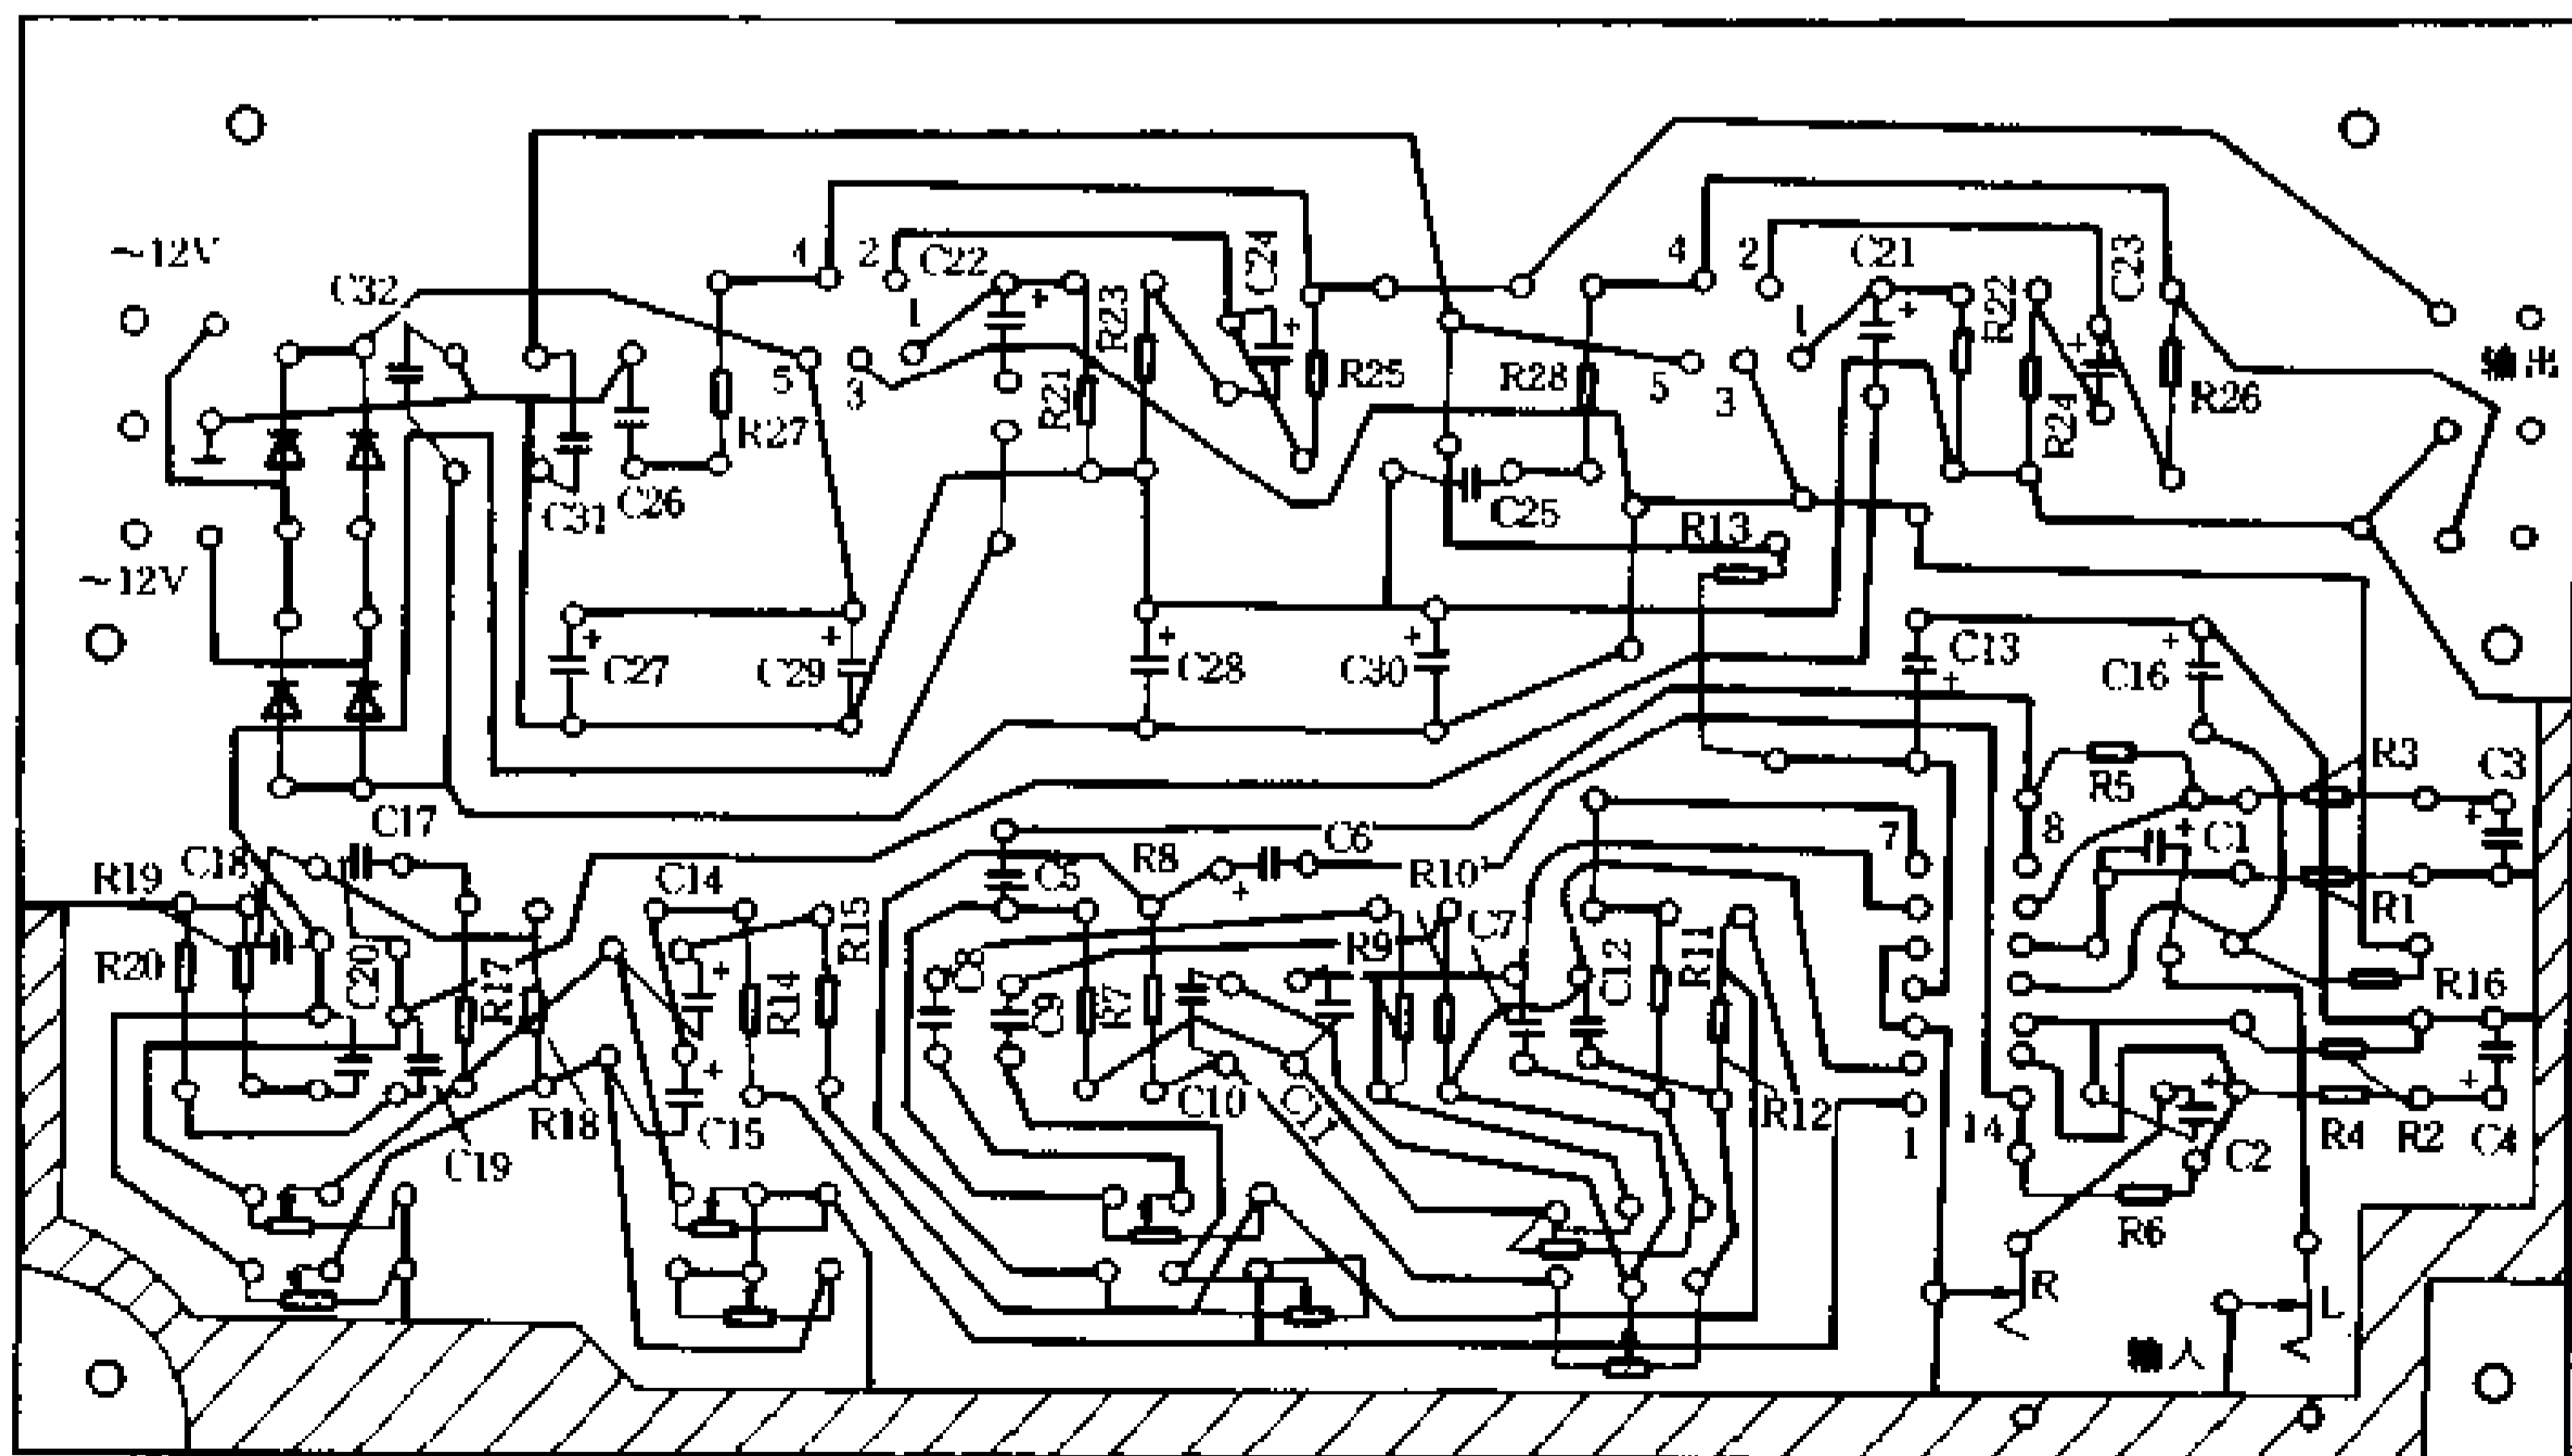 ～12V
C32
4
2
C22
C24
4
2
C21
C23
1
R23
1
R22
输出
5
3
R21
R25
R28
5
3
R24
R26
R27
C31
C26
C25
R13
～12V
+
C27
+
C29
+
C28
C30
+
C13
+
+
C16
R3
C3
R5
C17
7
8
C1
R19
C18
C14
C5
R8
C6
R10
R1
R20
C20
R17
R14
R15
C8
C9
R7
R9
C7
C12
R11
R16
R18
C15
C10
C11
R12
1
14
C2
R4
R2
C4
C19
R6
R
L
输入